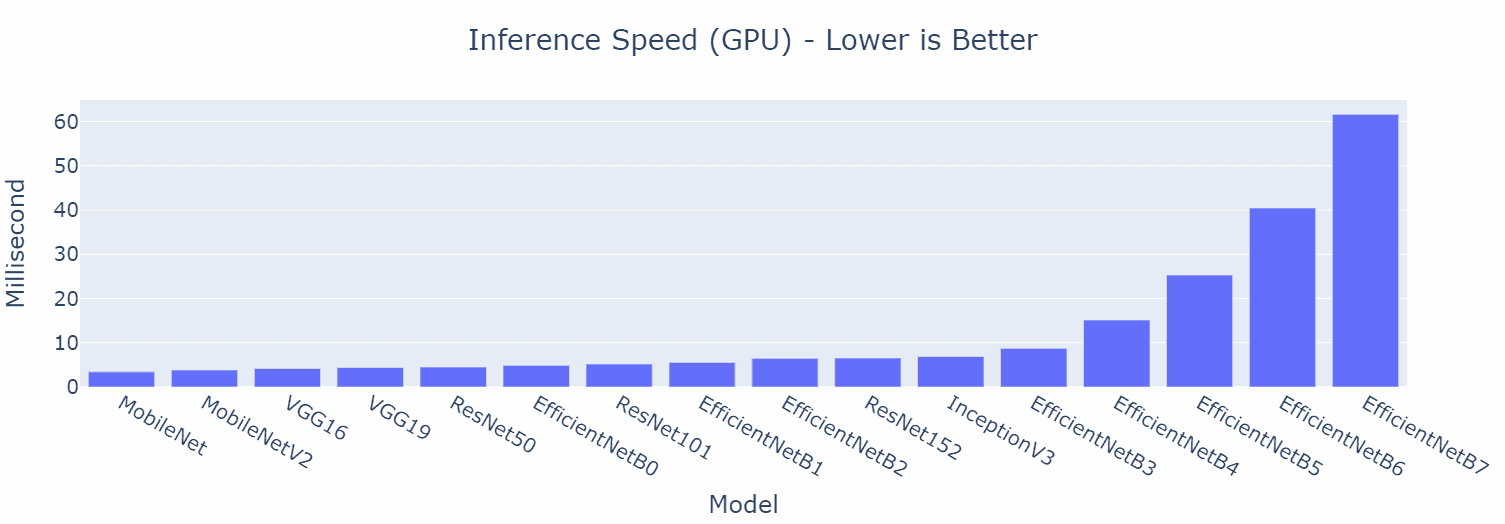 Inference Speed (GPU) - Lower is Better
Millisecond
60
50
40
30
20
10
0
MobileNet
MobileNetV2
VGG16
VGG19
ResNet50
EfficientNetB0
ResNet101
EfficientNetB1
EfficientNetB2
ResNet152
InceptionV3
EfficientNetB3
EfficientNetB4
EfficientNetB5
EfficientNetB6
EfficientNetB7
Model